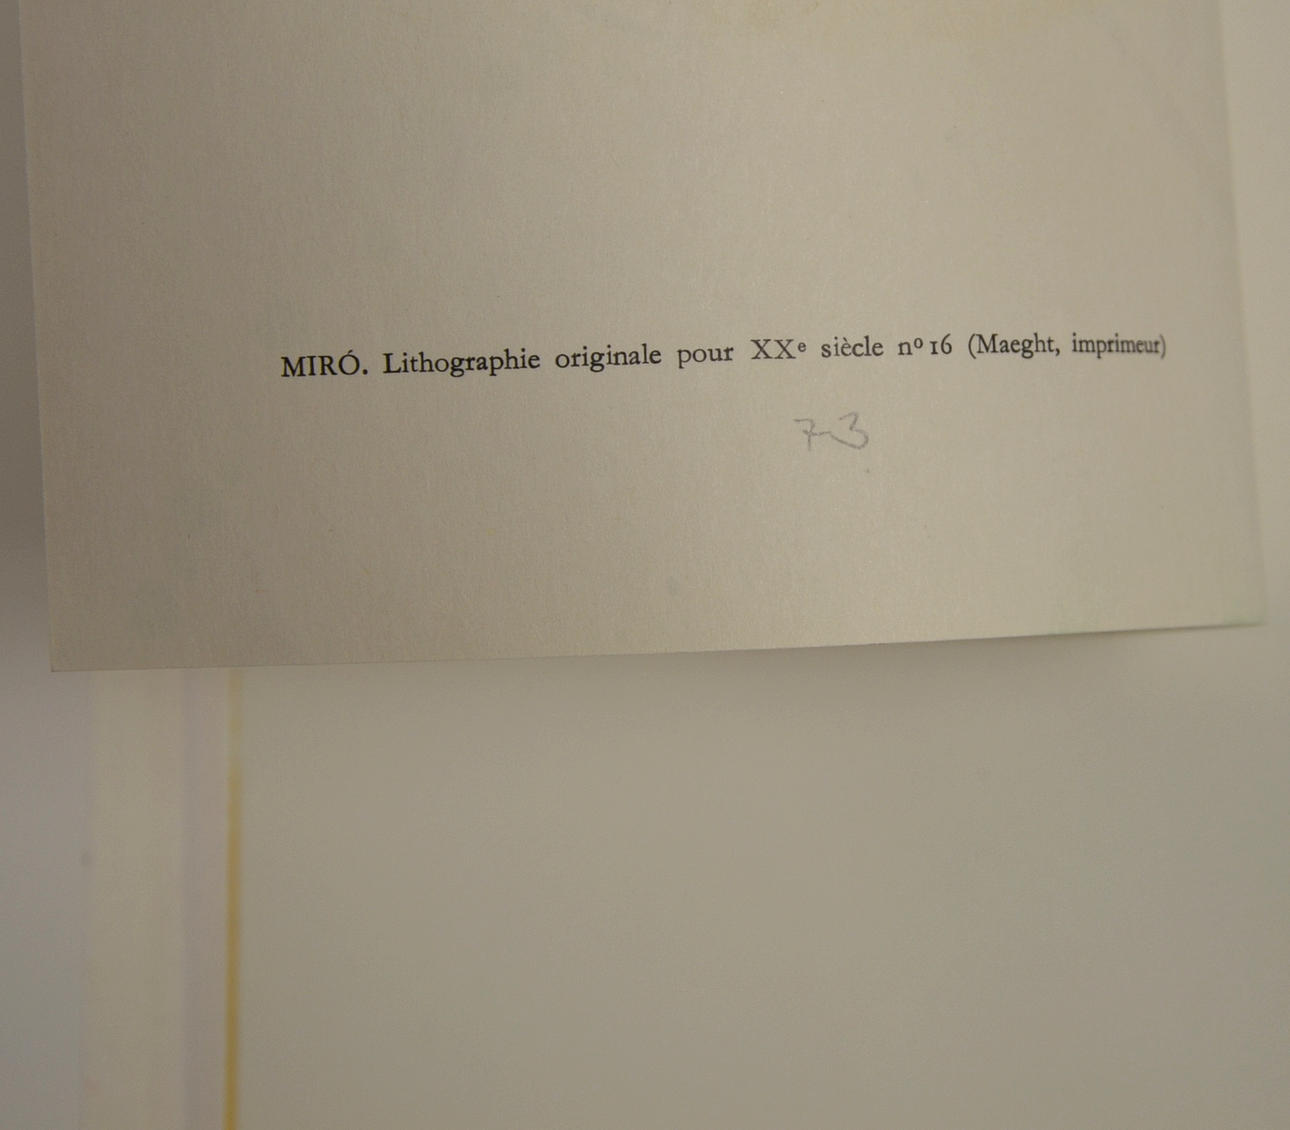 MIRÓ. Lithographie originale pour XXᵉ siècle nº 16 (Maeght, imprimeur)
7-3